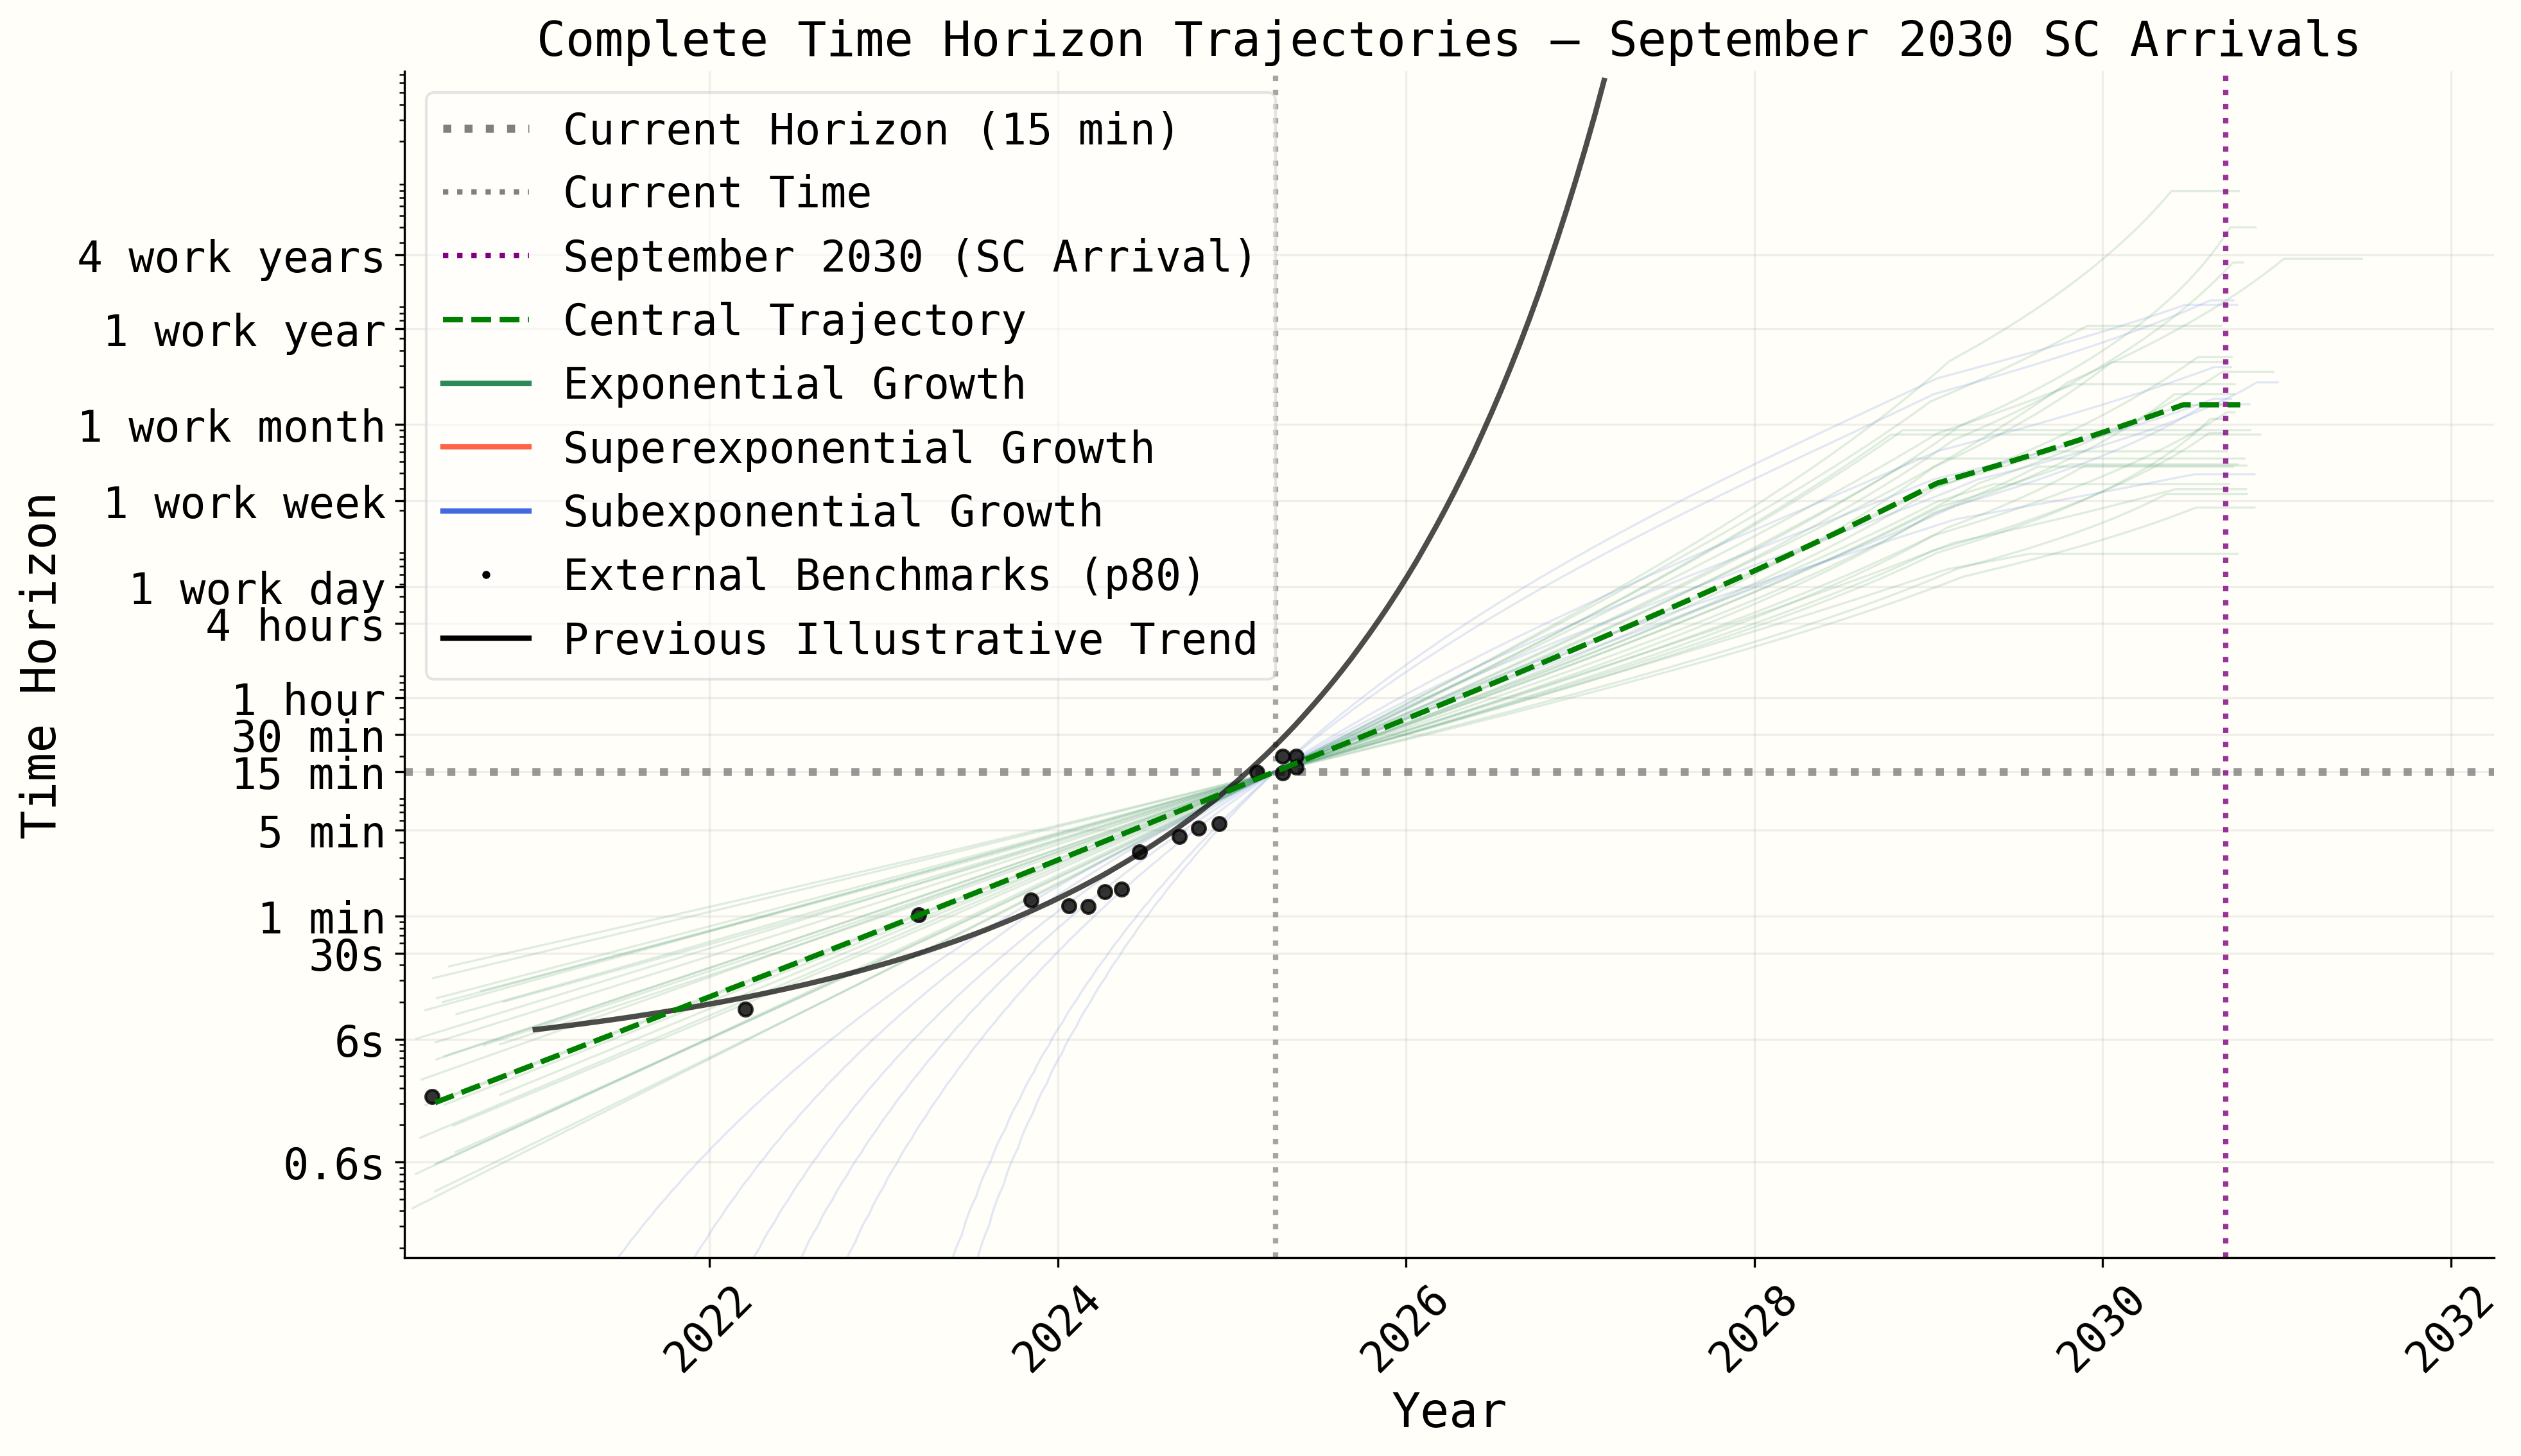 Complete Time Horizon Trajectories — September 2030 SC Arrivals
Current Horizon (15 min)
Current Time
September 2030 (SC Arrival)
Central Trajectory
Exponential Growth
Superexponential Growth
Subexponential Growth
External Benchmarks (p80)
Previous Illustrative Trend
Time Horizon
4 work years
1 work year
1 work month
1 work week
1 work day
4 hours
1 hour
30 min
15 min
5 min
1 min
30s
6s
0.6s
2022
2024
2026
2028
2030
2032
Year